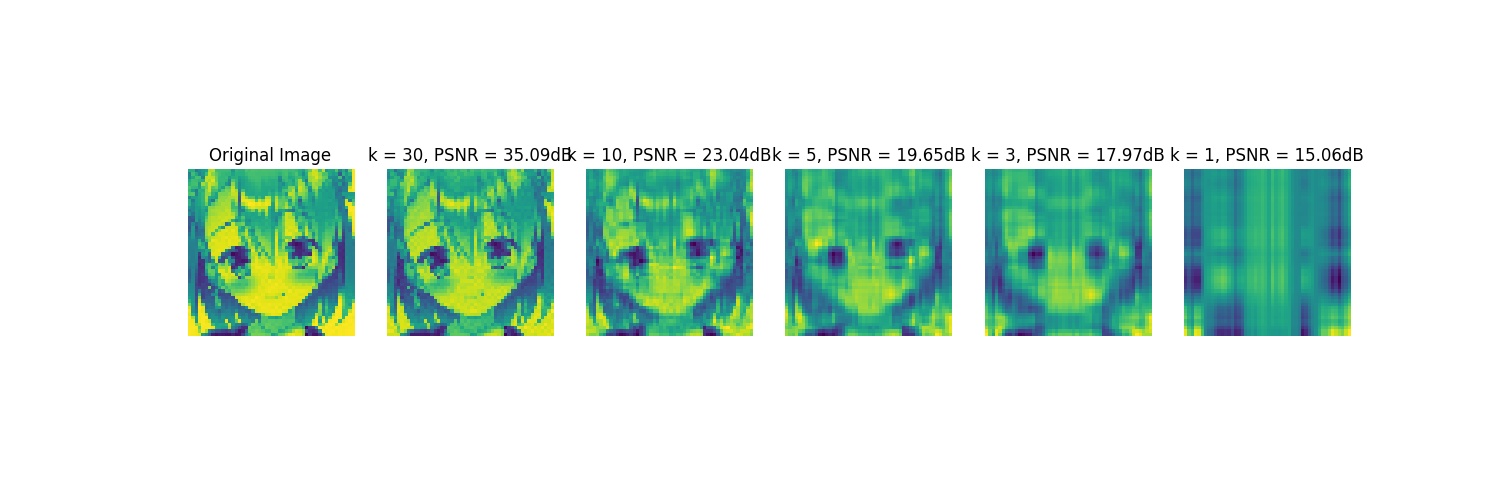 Original Image
k = 30, PSNR = 35.09dB
k = 10, PSNR = 23.04dB
k = 5, PSNR = 19.65dB
k = 3, PSNR = 17.97dB
k = 1, PSNR = 15.06dB